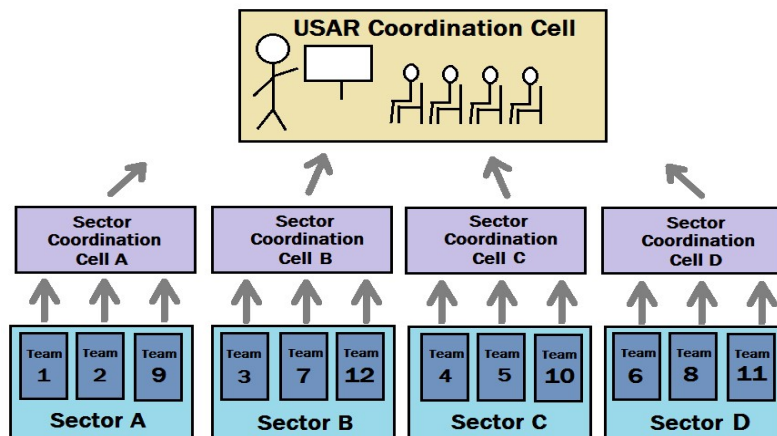 USAR Coordination Cell
Sector
Coordination
Cell A
Sector
Coordination
Cell B
Sector
Coordination
Cell C
Sector
Coordination
Cell D
Team
1
Team
2
Team
9
Sector A
Team
3
Team
7
Team
12
Sector B
Team
4
Team
5
Team
10
Sector C
Team
6
Team
8
Team
11
Sector D